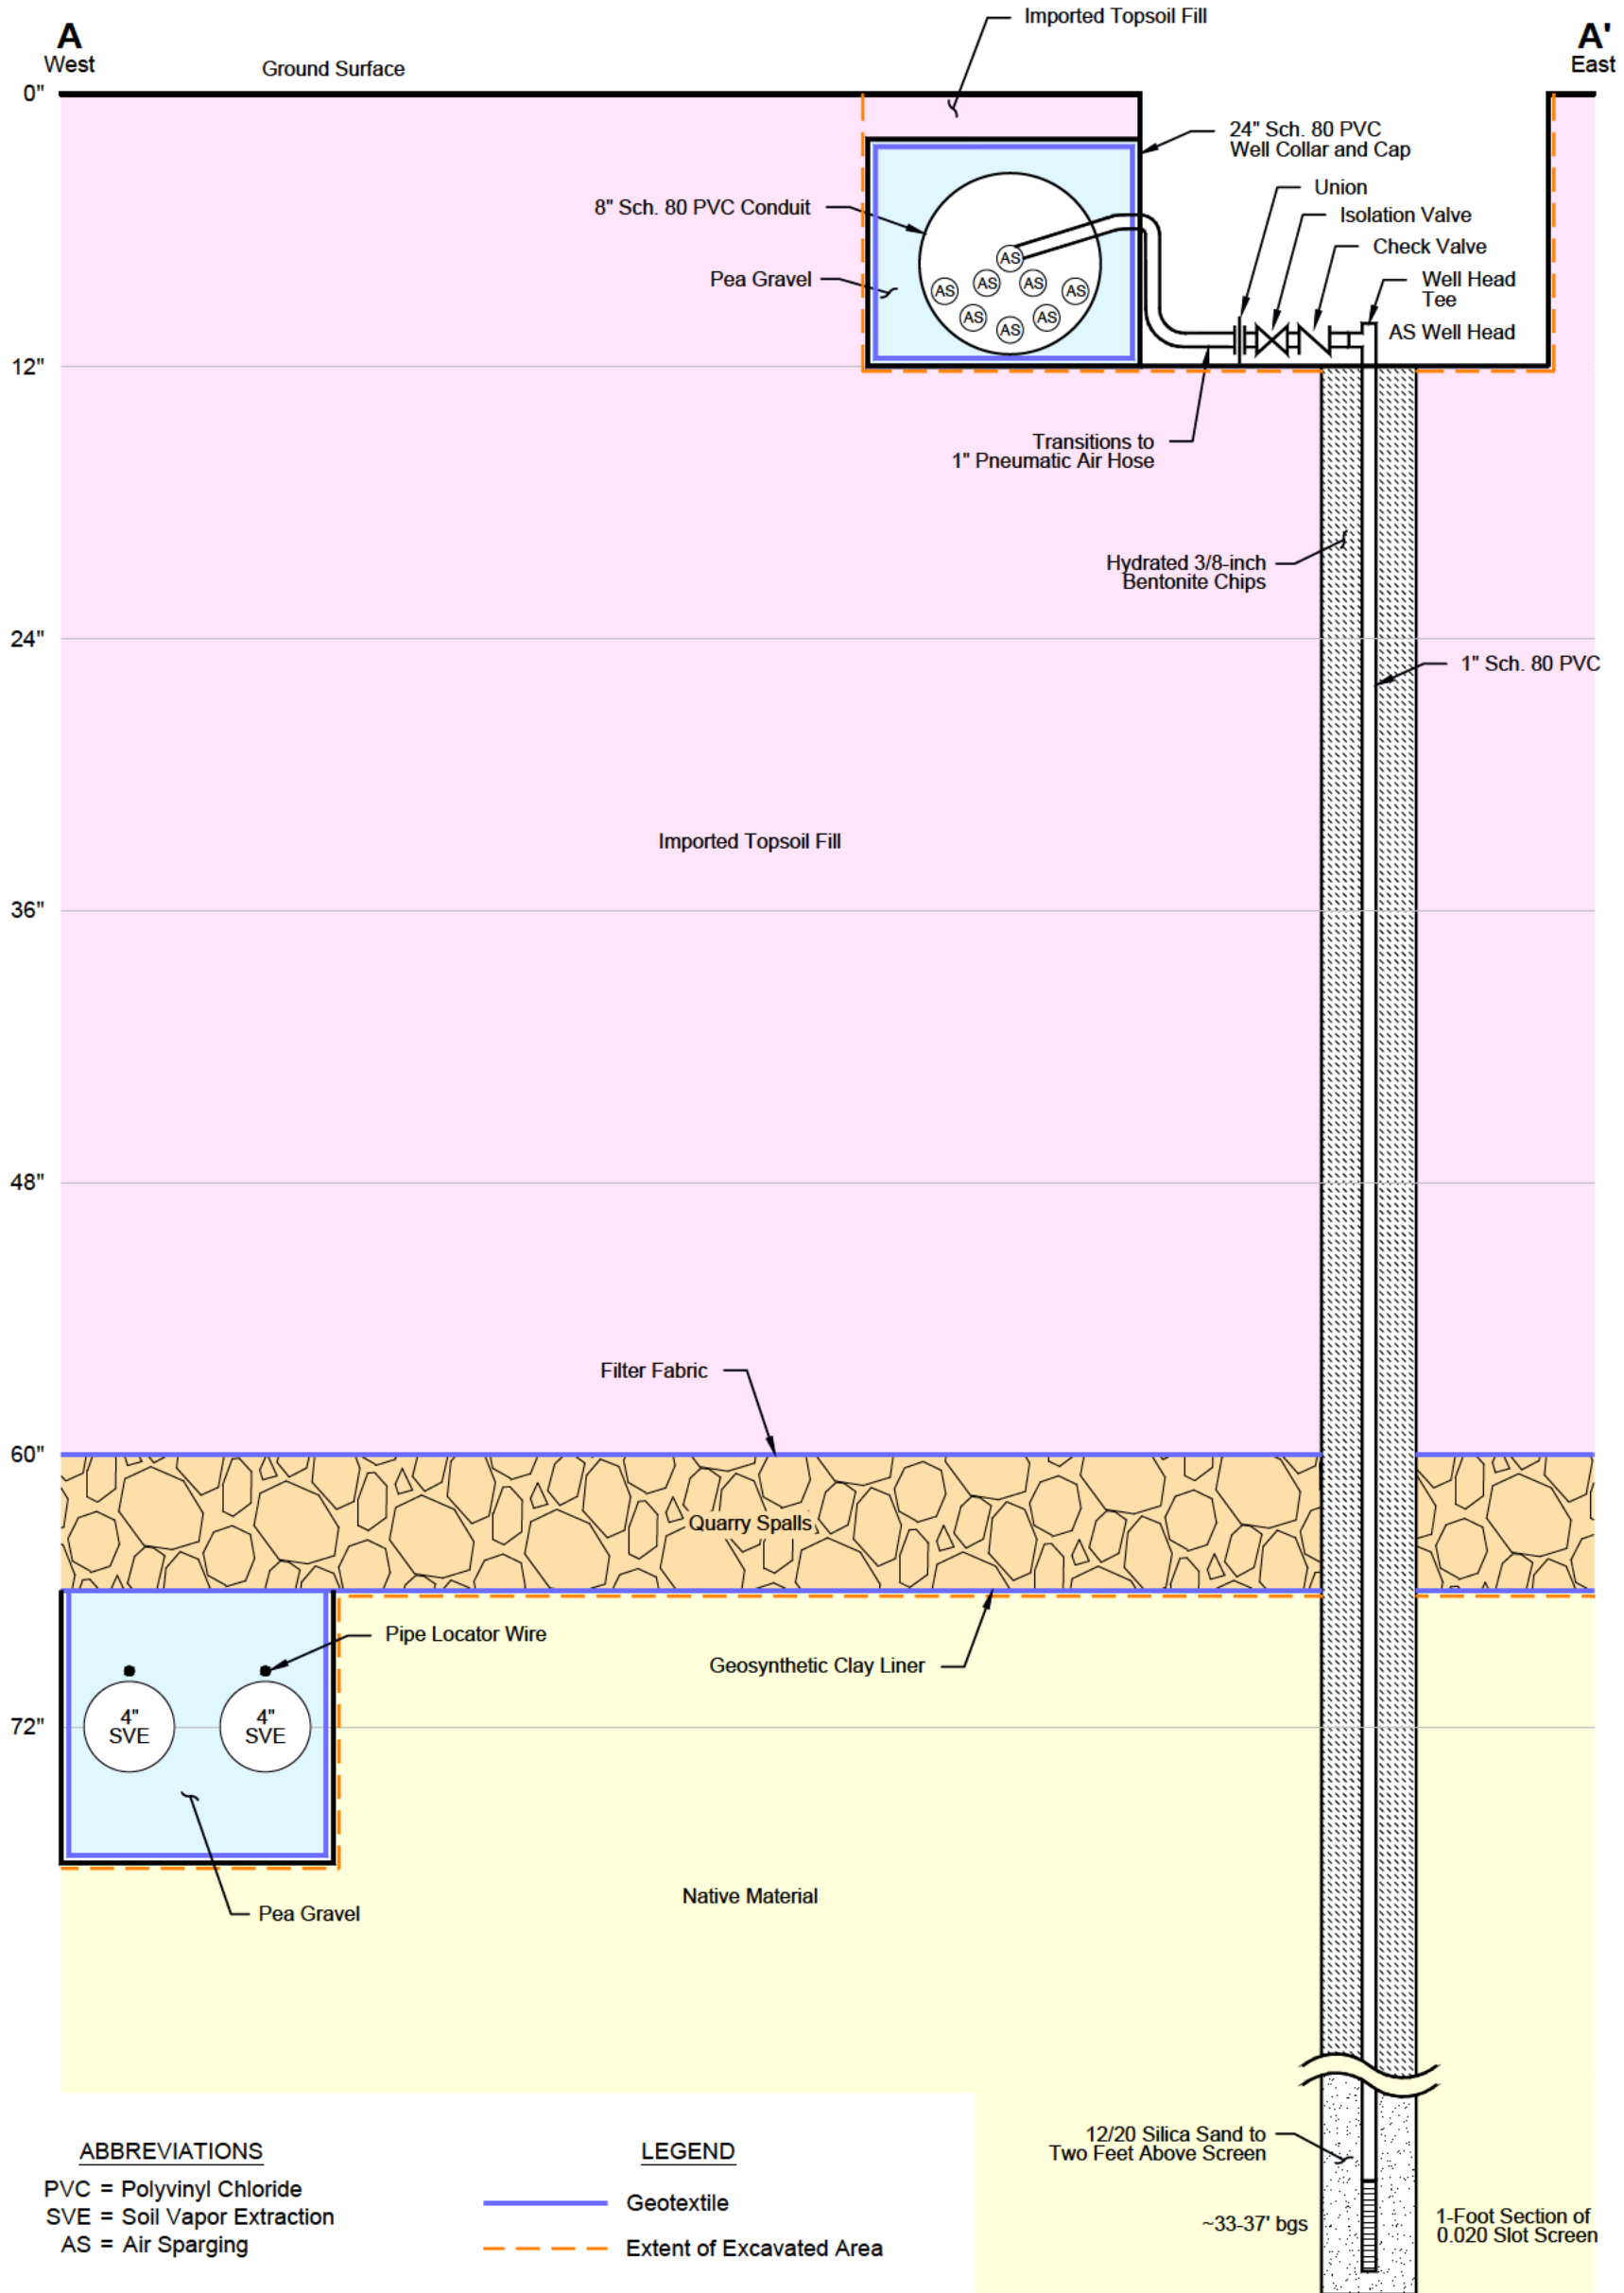 Imported Topsoil Fill
A
West
A'
East
Ground Surface
0"
24" Sch. 80 PVC
Well Collar and Cap
Union
8" Sch. 80 PVC Conduit
Isolation Valve
Check Valve
Pea Gravel
Well Head
Tee
AS
AS
AS
AS
AS
AS
AS
AS
AS Well Head
12"
Transitions to
1" Pneumatic Air Hose
Hydrated 3/8-inch
Bentonite Chips
24"
1" Sch. 80 PVC
Imported Topsoil Fill
36"
48"
Filter Fabric
60"
Quarry Spalls
Pipe Locator Wire
Geosynthetic Clay Liner
72"
4"
SVE
4"
SVE
Native Material
Pea Gravel
12/20 Silica Sand to
Two Feet Above Screen
~33-37' bgs
1-Foot Section of
0.020 Slot Screen
ABBREVIATIONS
PVC = Polyvinyl Chloride
SVE = Soil Vapor Extraction
AS = Air Sparging
LEGEND
Geotextile
Extent of Excavated Area